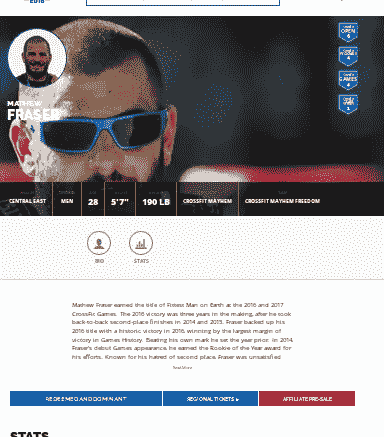 2016
OPEN
GAMES
MATHEW
FRASER
CENTRAL EAST
MEN
28
5'7"
190 LB
CROSSFIT MAYHEM
CROSSFIT MAYHEM FREEDOM
BIO
STATS
Mathew Fraser earned the title of Fittest Man on Earth at the 2016 and 2017
CrossFit Games. The 2016 victory was three years in the making, after he took
back-to-back second-place finishes in 2014 and 2015. Fraser backed up his
2016 title with a historic victory in 2016, winning by the largest margin of
victory in Games History. Beating his own mark he set the year prior. In 2014,
Fraser's debut Games appearance, he earned the Rookie of the Year award for
his efforts. Known for his hatred of second place, Fraser was unsatisfied
Read More
REDEEMED AND DOMINANT
REGIONAL TICKETS ▸
AFFILIATE PRE-SALE
STATS